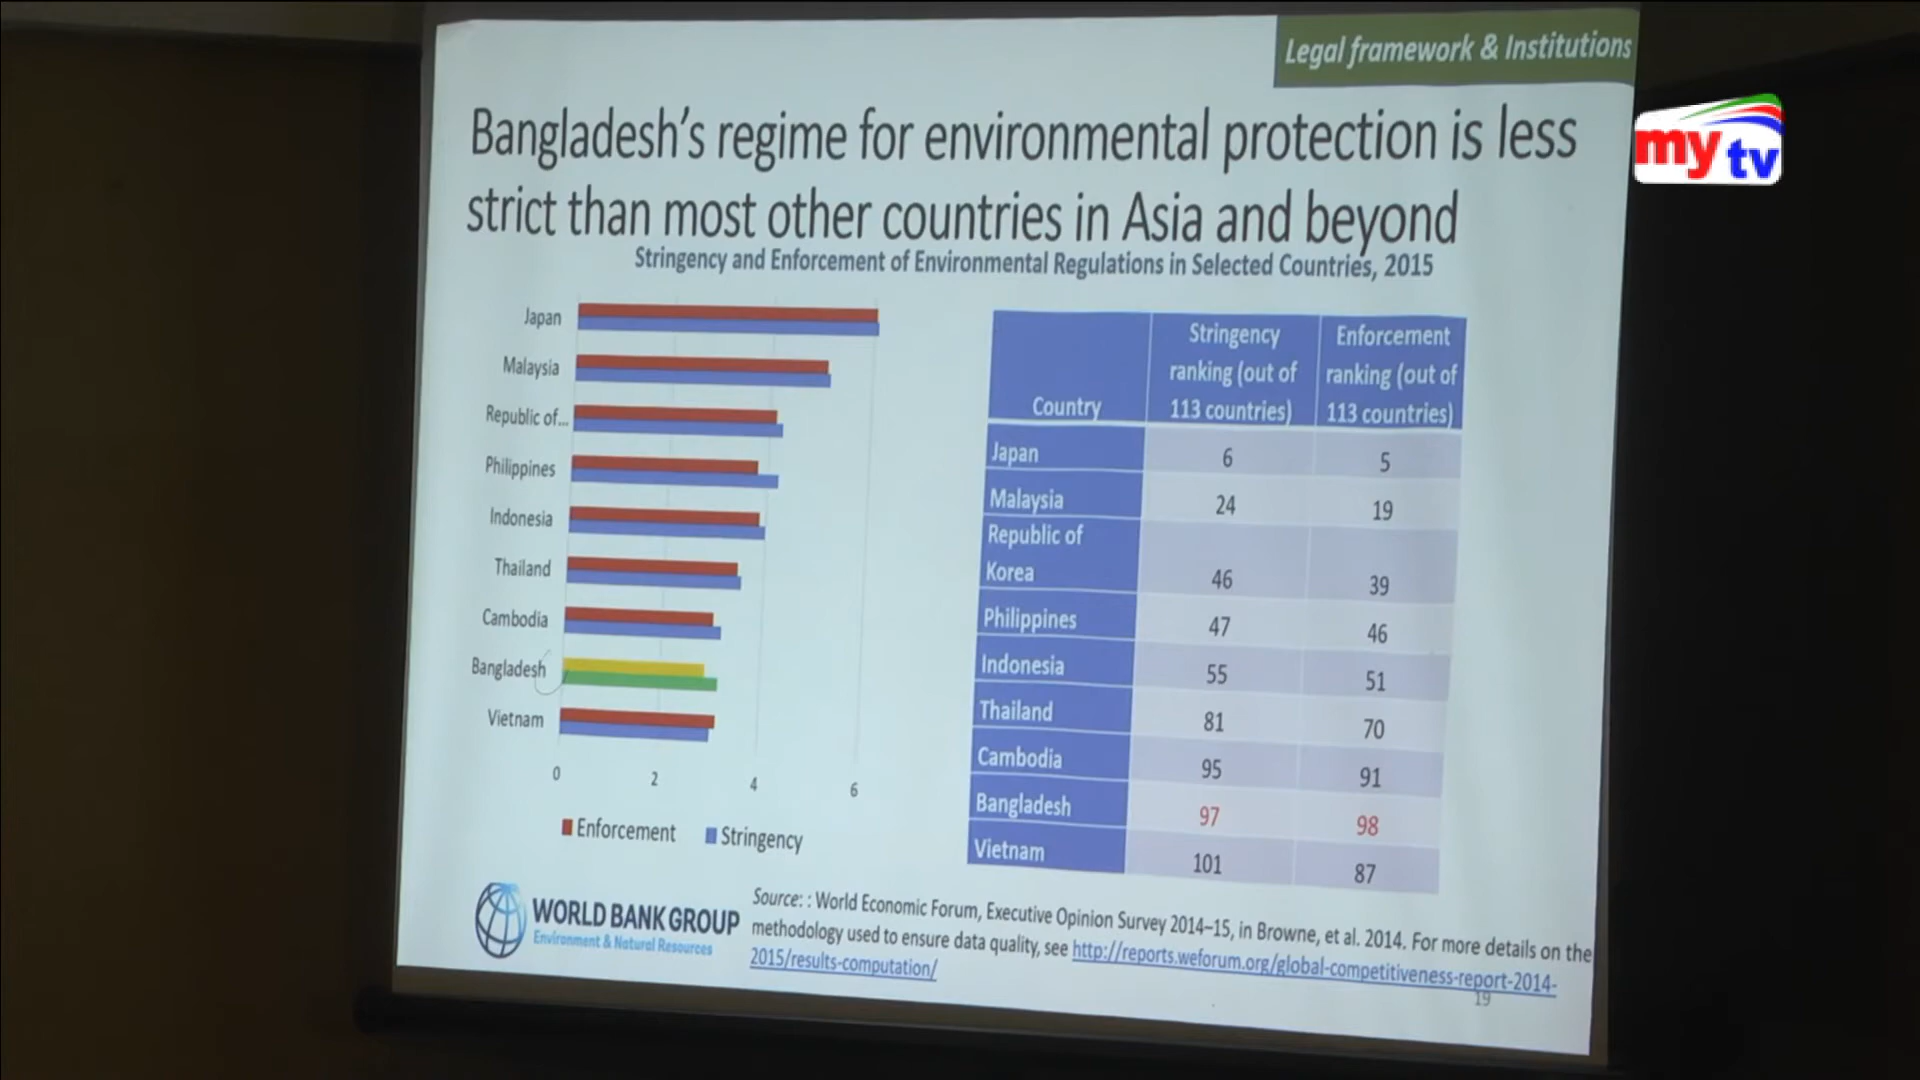 Legal framework & Institutions
my tv
Bangladesh's regime for environmental protection is less
strict than most other countries in Asia and beyond
Stringency and Enforcement of Environmental Regulations in Selected Countries, 2015
Japan
Malaysia
Republic of...
Philippines
Indonesia
Thailand
Cambodia
Bangladesh
Vietnam
0 2 4 6
Enforcement Stringency
Country Stringency ranking (out of 113 countries) Enforcement ranking (out of 113 countries)
Japan 6 5
Malaysia 24 19
Republic of
Korea 46 39
Philippines 47 46
Indonesia 55 51
Thailand 81 70
Cambodia 95 91
Bangladesh 97 98
Vietnam 101 87
WORLD BANK GROUP
Environment & Natural Resources
Source: : World Economic Forum, Executive Opinion Survey 2014–15, in Browne, et al. 2014. For more details on the
methodology used to ensure data quality, see http://reports.weforum.org/global-competitiveness-report-2014-
2015/results-computation/
19